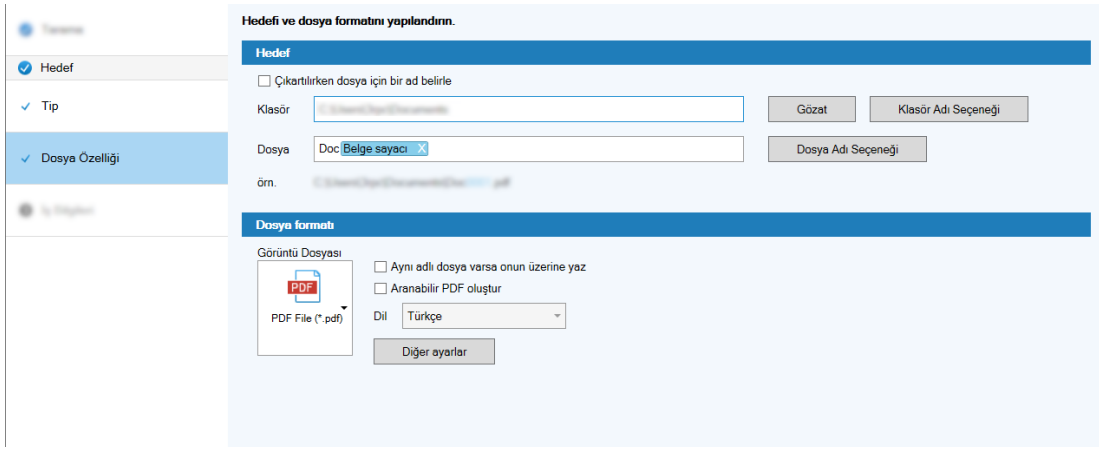 Hedefi ve dosya formatını yapılandırın.
Hedef
Hedef
Çıkartılırken dosya için bir ad belirle
Tip
Klasör
Gözat
Klasör Adı Seçeneği
Dosya Özelliği
Dosya
Doc Belge sayacı X
Dosya Adı Seçeneği
örn.
Dosya formatı
Görüntü Dosyası
PDF
PDF File (*.pdf)
Aynı adlı dosya varsa onun üzerine yaz
Aranabilir PDF oluştur
Dil
Türkçe
Diğer ayarlar